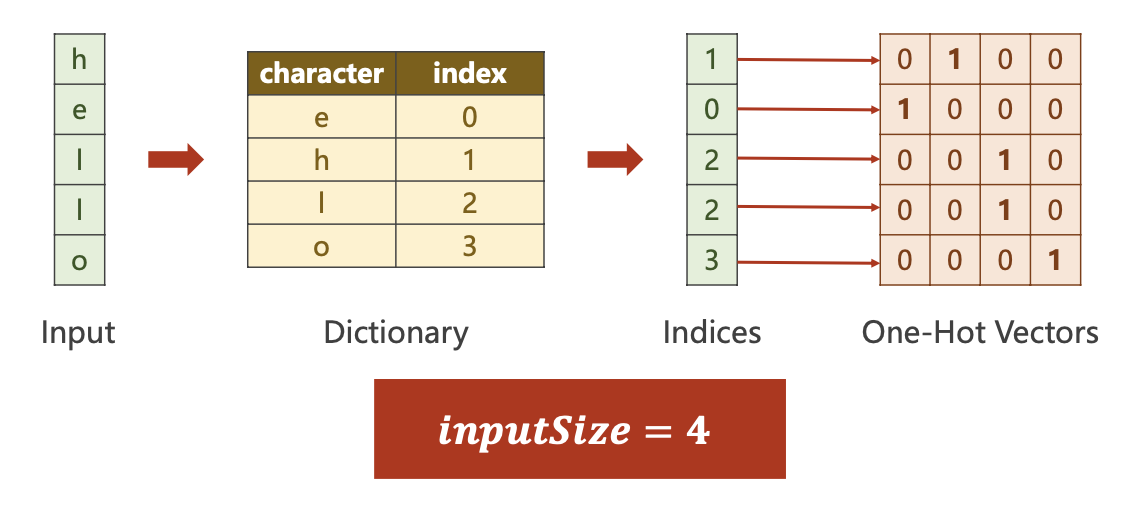 h
e
l
l
o
Input
character index
e 0
h 1
l 2
o 3
Dictionary
1
0
2
2
3
Indices
0 1 0 0
1 0 0 0
0 0 1 0
0 0 1 0
0 0 0 1
One-Hot Vectors
inputSize = 4